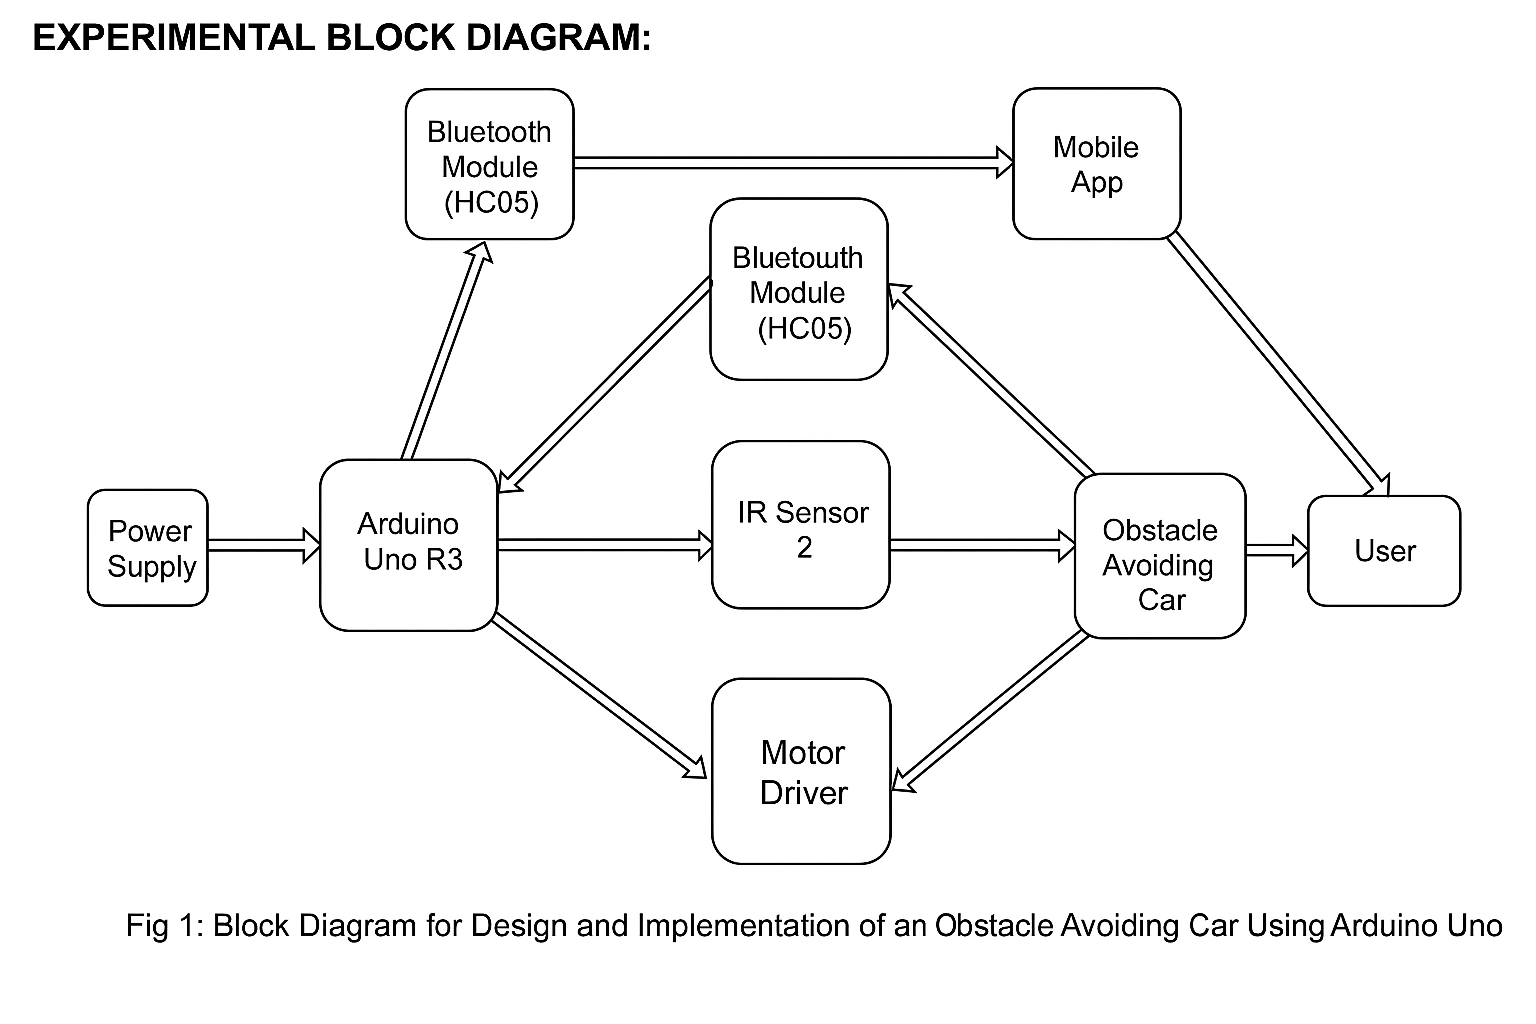 EXPERIMENTAL BLOCK DIAGRAM:
Bluetooth
Module
(HC05)
Mobile
App
Bluetoɯth
Module
(HC05)
IR Sensor
2
Power
Supply
Arduino
Uno R3
Obstacle
Avoiding
Car
User
Motor
Driver
Fig 1: Block Diagram for Design and Implementation of an Obstacle Avoiding Car Using Arduino Uno